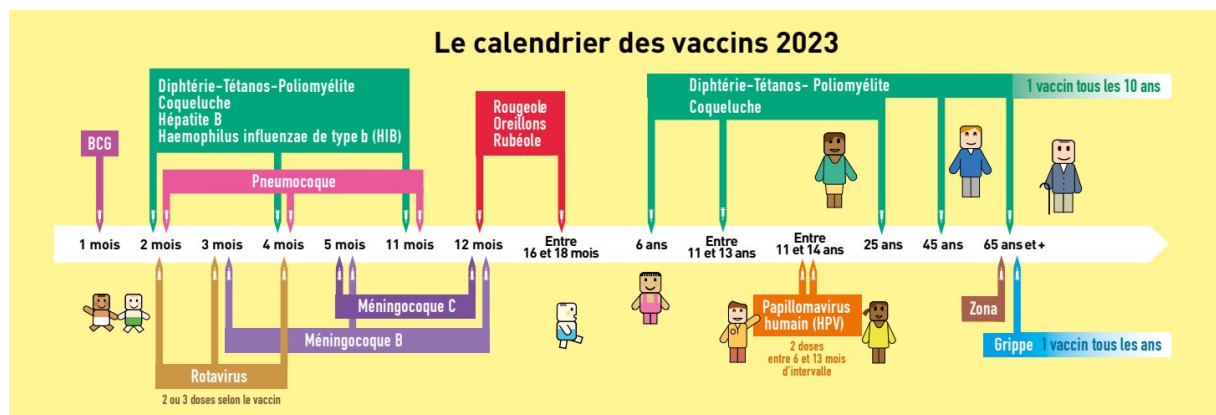 Le calendrier des vaccins 2023
Diphtérie-Tétanos-Poliomyélite
Coqueluche
Hépatite B
Haemophilus influenzae de type b (HIB)
Rougeole
Oreillons
Rubéole
Diphtérie-Tétanos- Poliomyélite
Coqueluche
1 vaccin tous les 10 ans
BCG
Pneumocoque
1 mois
2 mois
3 mois
4 mois
5 mois
11 mois
12 mois
Entre
16 et 18 mois
6 ans
Entre
11 et 13 ans
Entre
11 et 14 ans
25 ans
45 ans
65 ans et +
Méningocoque C
Méningocoque B
Rotavirus
2 ou 3 doses selon le vaccin
Papillomavirus
humain (HPV)
2 doses
entre 6 et 13 mois
d'intervalle
Zona
Grippe 1 vaccin tous les ans